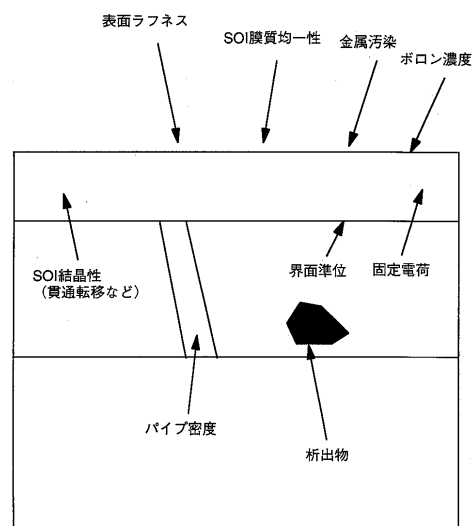 表面ラフネス
SOI膜質均一性
金属汚染
ボロン濃度
SOI結晶性
(貫通転移など)
界面準位
固定電荷
パイプ密度
析出物